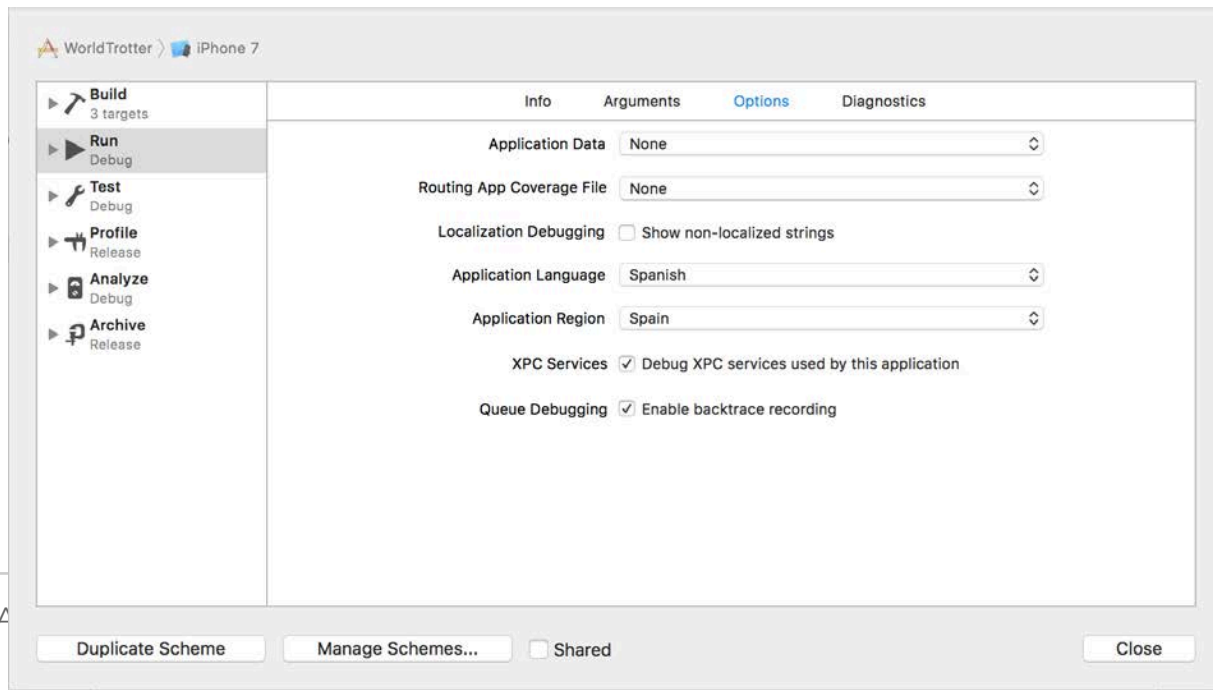 WorldTrotter iPhone 7
Build
3 targets
Run
Debug
Test
Debug
Profile
Release
Analyze
Debug
Archive
Release
Info Arguments Options Diagnostics
Application Data None
Routing App Coverage File None
Localization Debugging Show non-localized strings
Application Language Spanish
Application Region Spain
XPC Services Debug XPC services used by this application
Queue Debugging Enable backtrace recording
Duplicate Scheme Manage Schemes... Shared Close